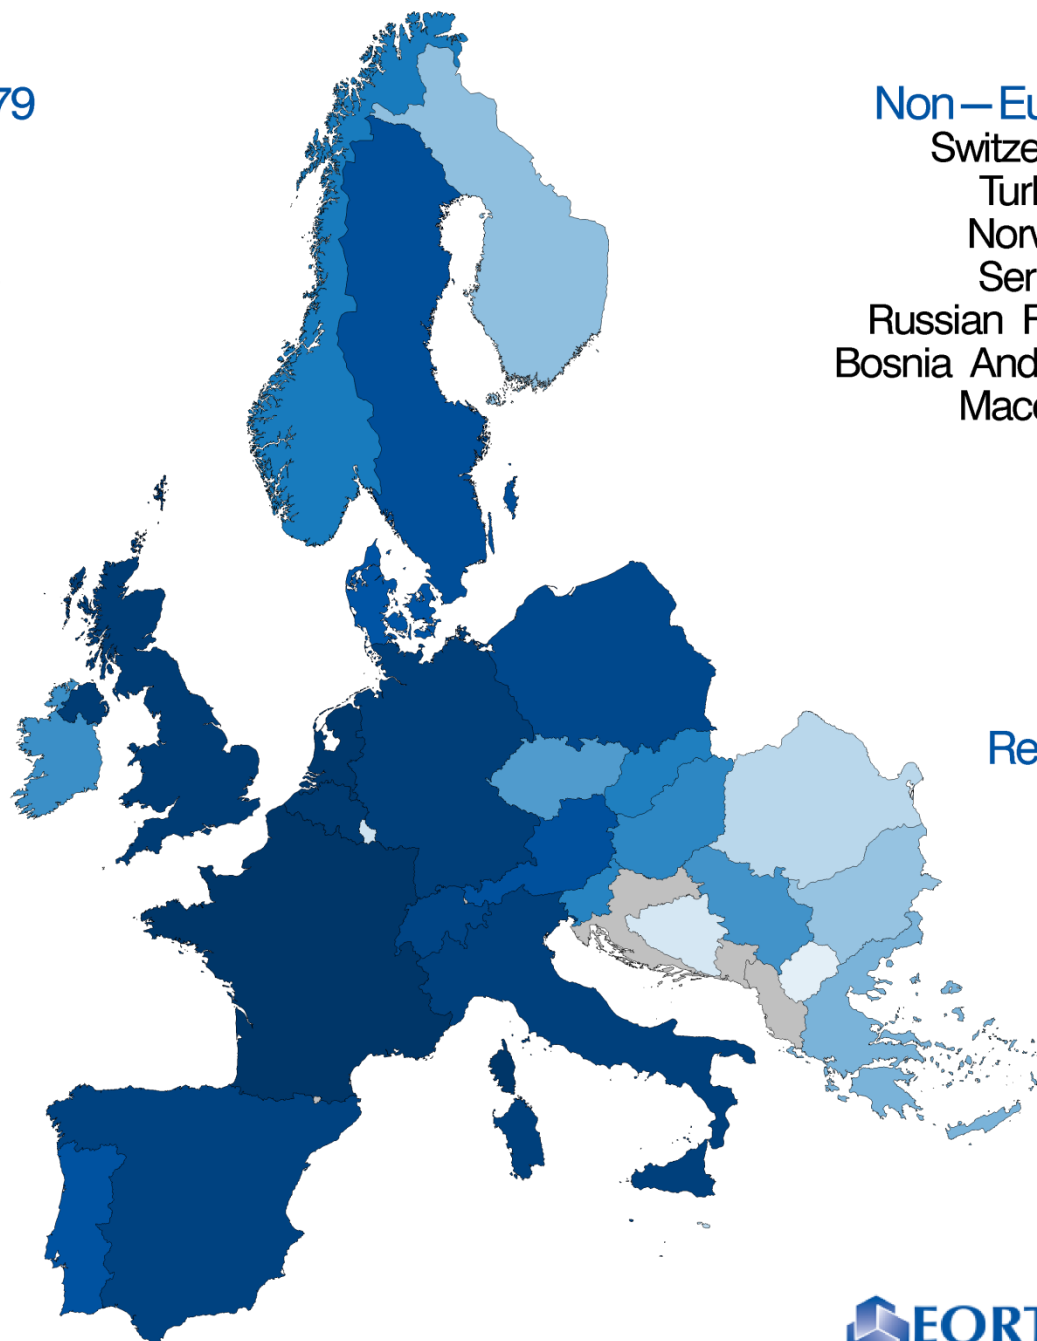 79
Non – Eu
Switze
Turl
Norv
Ser
Russian F
Bosnia And
Mace
Re
EORT